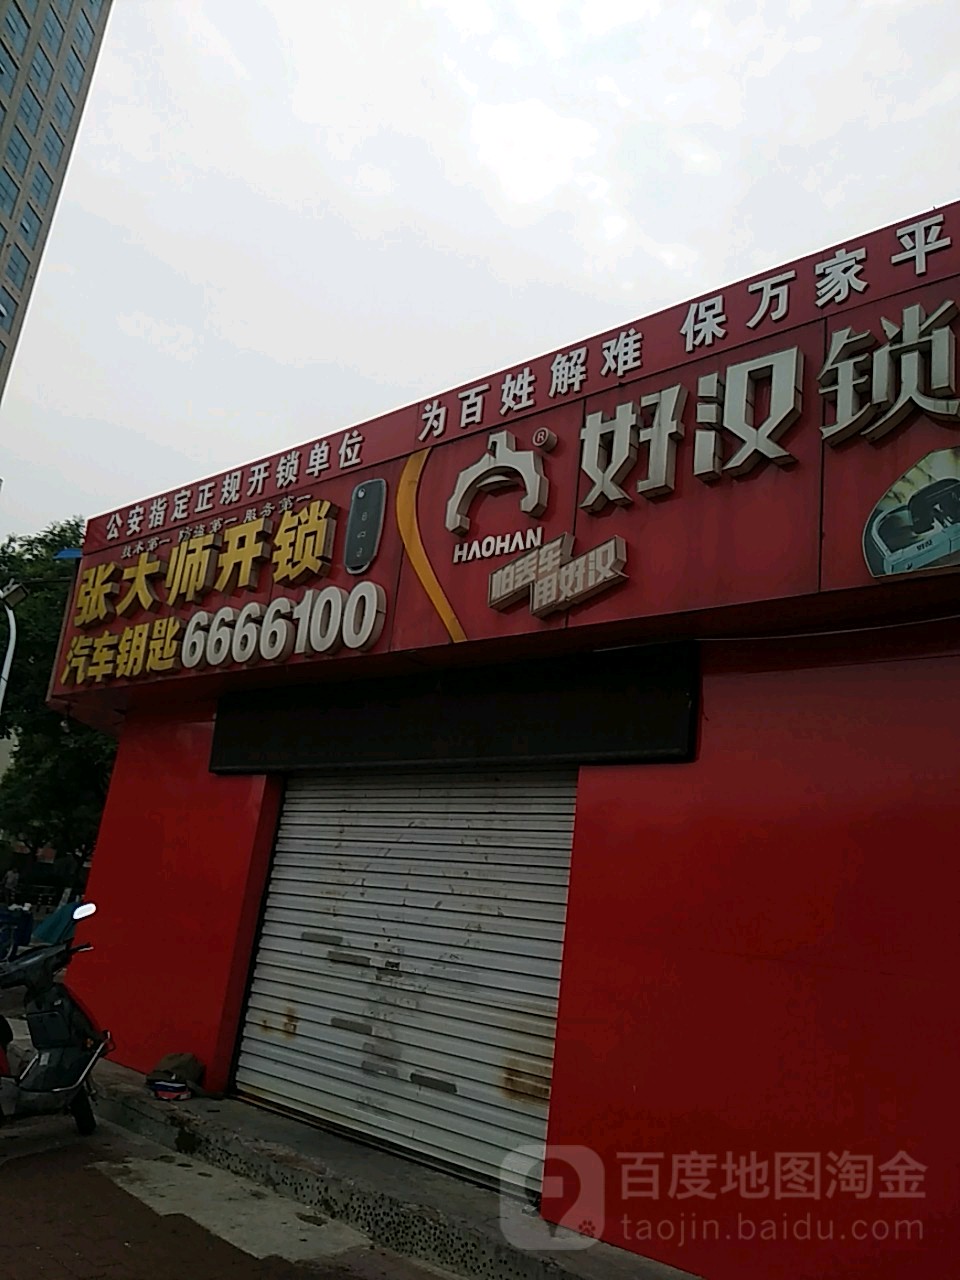 公安指定正规开锁单位 为百姓解难 保万家平
技术第一 防盗第一 服务第一
张大师开锁
汽车钥匙6666100
®
HAOHAN
怕丢车
用好汉
好汉锁
百度地图淘金
taojin.baidu.com